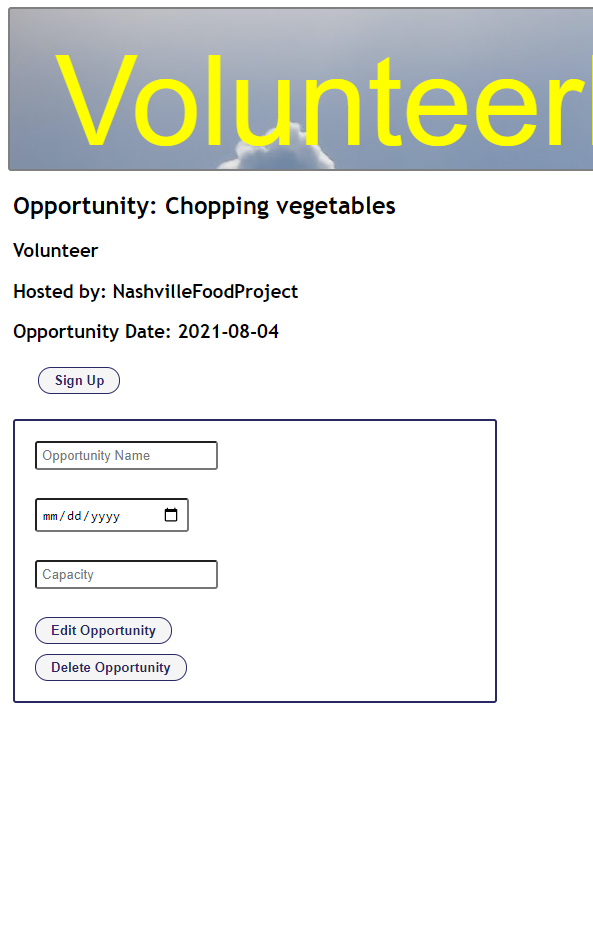 Volunteer
Opportunity: Chopping vegetables
Volunteer
Hosted by: NashvilleFoodProject
Opportunity Date: 2021-08-04
Sign Up
Opportunity Name
mm/dd/yyyy
Capacity
Edit Opportunity
Delete Opportunity